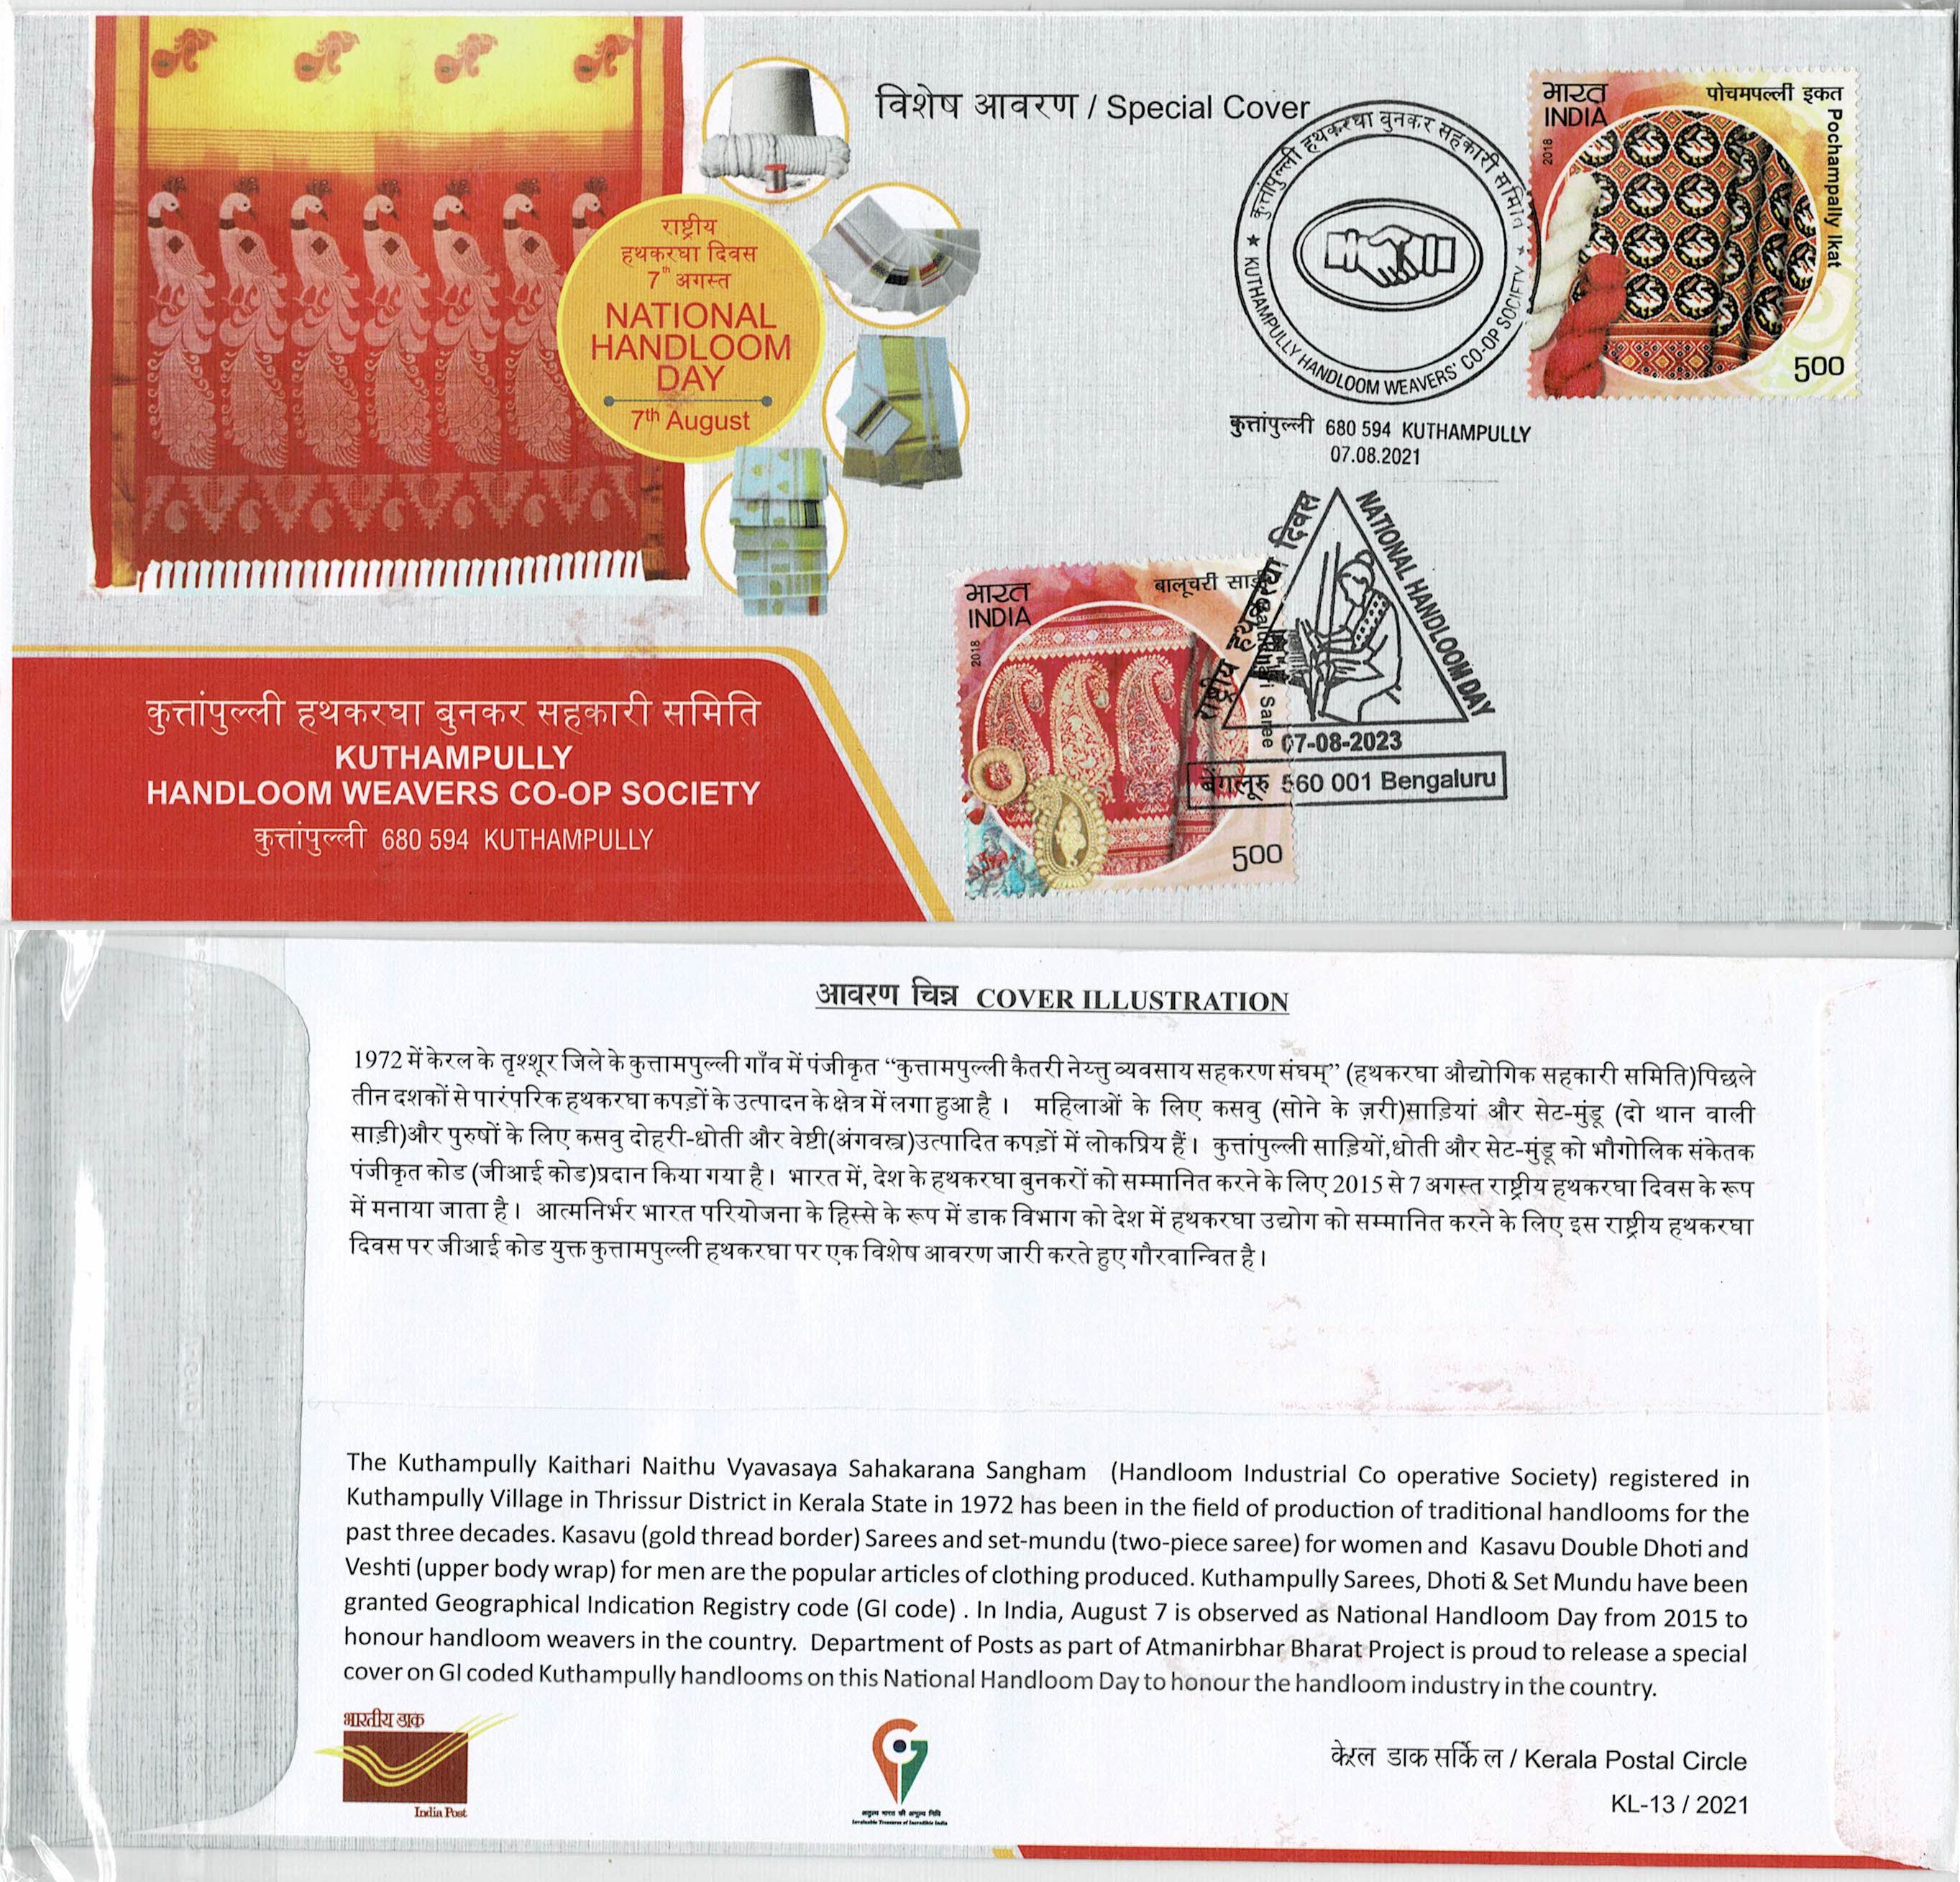 विशेष आवरण / Special Cover
राष्ट्रीय
हथकरघा दिवस
7th अगस्त
NATIONAL
HANDLOOM
DAY
7th August
कुत्तांपुल्ली हथकरघा बुनकर सहकारी समिति
KUTHAMPULLY HANDLOOM WEAVERS' CO-OP SOCIETY
कुत्तांपुल्ली 680 594 KUTHAMPULLY
07.08.2021
भारत
INDIA
2018
पोचमपल्ली इकत
Pochampally Ikat
500
भारत
INDIA
2018
बालूचरी साड़ी
Baluchari Saree
500
राष्ट्रीय हथकरघा दिवस
NATIONAL HANDLOOM DAY
07-08-2023
बेंगलूरु 560 001 Bengaluru
कुत्तांपुल्ली हथकरघा बुनकर सहकारी समिति
KUTHAMPULLY
HANDLOOM WEAVERS CO-OP SOCIETY
कुत्तांपुल्ली 680 594 KUTHAMPULLY
आवरण चित्र COVER ILLUSTRATION
1972 में केरल के तृश्शूर जिले के कुत्तामपुल्ली गाँव में पंजीकृत “कुत्तामपुल्ली कैतरी नेय्त्तु व्यवसाय सहकरण संघम्” (हथकरघा औद्योगिक सहकारी समिति)पिछले
तीन दशकों से पारंपरिक हथकरघा कपड़ों के उत्पादन के क्षेत्र में लगा हुआ है । महिलाओं के लिए कसवु (सोने के ज़री)साड़ियां और सेट-मुंडू (दो थान वाली
साड़ी)और पुरुषों के लिए कसवु दोहरी-धोती और वेष्टी(अंगवस्त्र)उत्पादित कपड़ों में लोकप्रिय हैं। कुत्तांपुल्ली साड़ियों,धोती और सेट-मुंडू को भौगोलिक संकेतक
पंजीकृत कोड (जीआई कोड)प्रदान किया गया है। भारत में, देश के हथकरघा बुनकरों को सम्मानित करने के लिए 2015 से 7 अगस्त राष्ट्रीय हथकरघा दिवस के रूप
में मनाया जाता है। आत्मनिर्भर भारत परियोजना के हिस्से के रूप में डाक विभाग को देश में हथकरघा उद्योग को सम्मानित करने के लिए इस राष्ट्रीय हथकरघा
दिवस पर जीआई कोड युक्त कुत्तामपुल्ली हथकरघा पर एक विशेष आवरण जारी करते हुए गौरवान्वित है।
The Kuthampully Kaithari Naithu Vyavasaya Sahakarana Sangham (Handloom Industrial Co operative Society) registered in
Kuthampully Village in Thrissur District in Kerala State in 1972 has been in the field of production of traditional handlooms for the
past three decades. Kasavu (gold thread border) Sarees and set-mundu (two-piece saree) for women and Kasavu Double Dhoti and
Veshti (upper body wrap) for men are the popular articles of clothing produced. Kuthampully Sarees, Dhoti & Set Mundu have been
granted Geographical Indication Registry code (GI code) . In India, August 7 is observed as National Handloom Day from 2015 to
honour handloom weavers in the country. Department of Posts as part of Atmanirbhar Bharat Project is proud to release a special
cover on GI coded Kuthampully handlooms on this National Handloom Day to honour the handloom industry in the country.
भारतीय डाक
India Post
अतुल्य भारत की अमूल्य निधि
Invaluable Treasures of Incredible India
केरल डाक सर्किल / Kerala Postal Circle
KL-13 / 2021